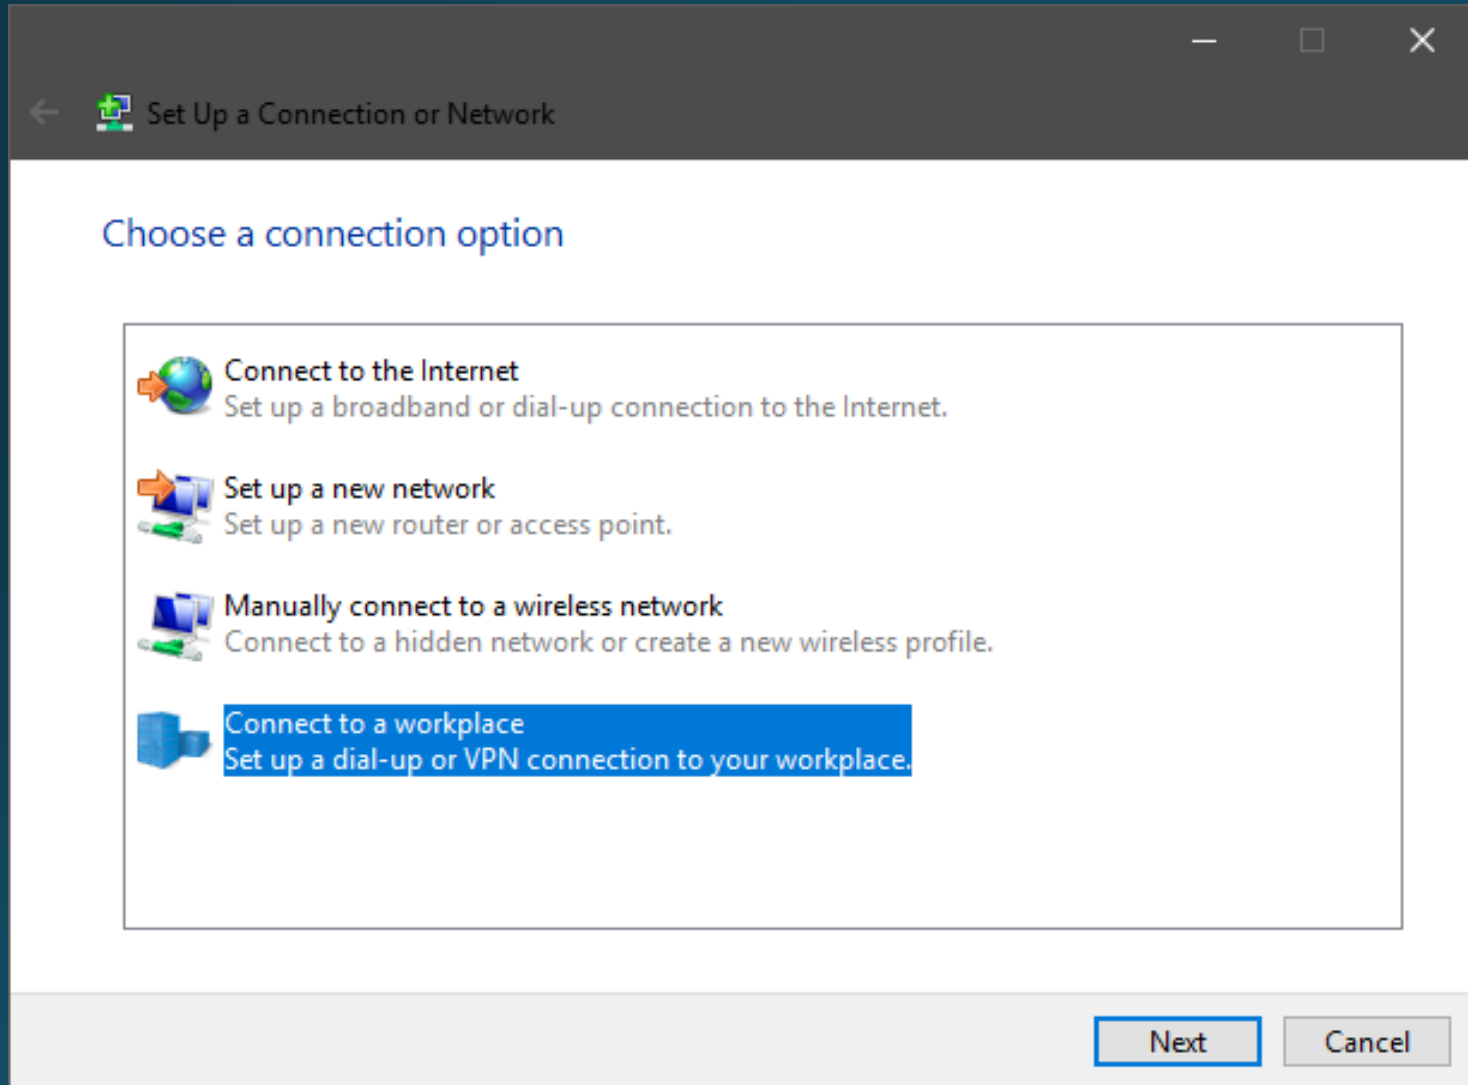 Set Up a Connection or Network
Choose a connection option
Connect to the Internet
Set up a broadband or dial-up connection to the Internet.
Set up a new network
Set up a new router or access point.
Manually connect to a wireless network
Connect to a hidden network or create a new wireless profile.
Connect to a workplace
Set up a dial-up or VPN connection to your workplace.
Next
Cancel